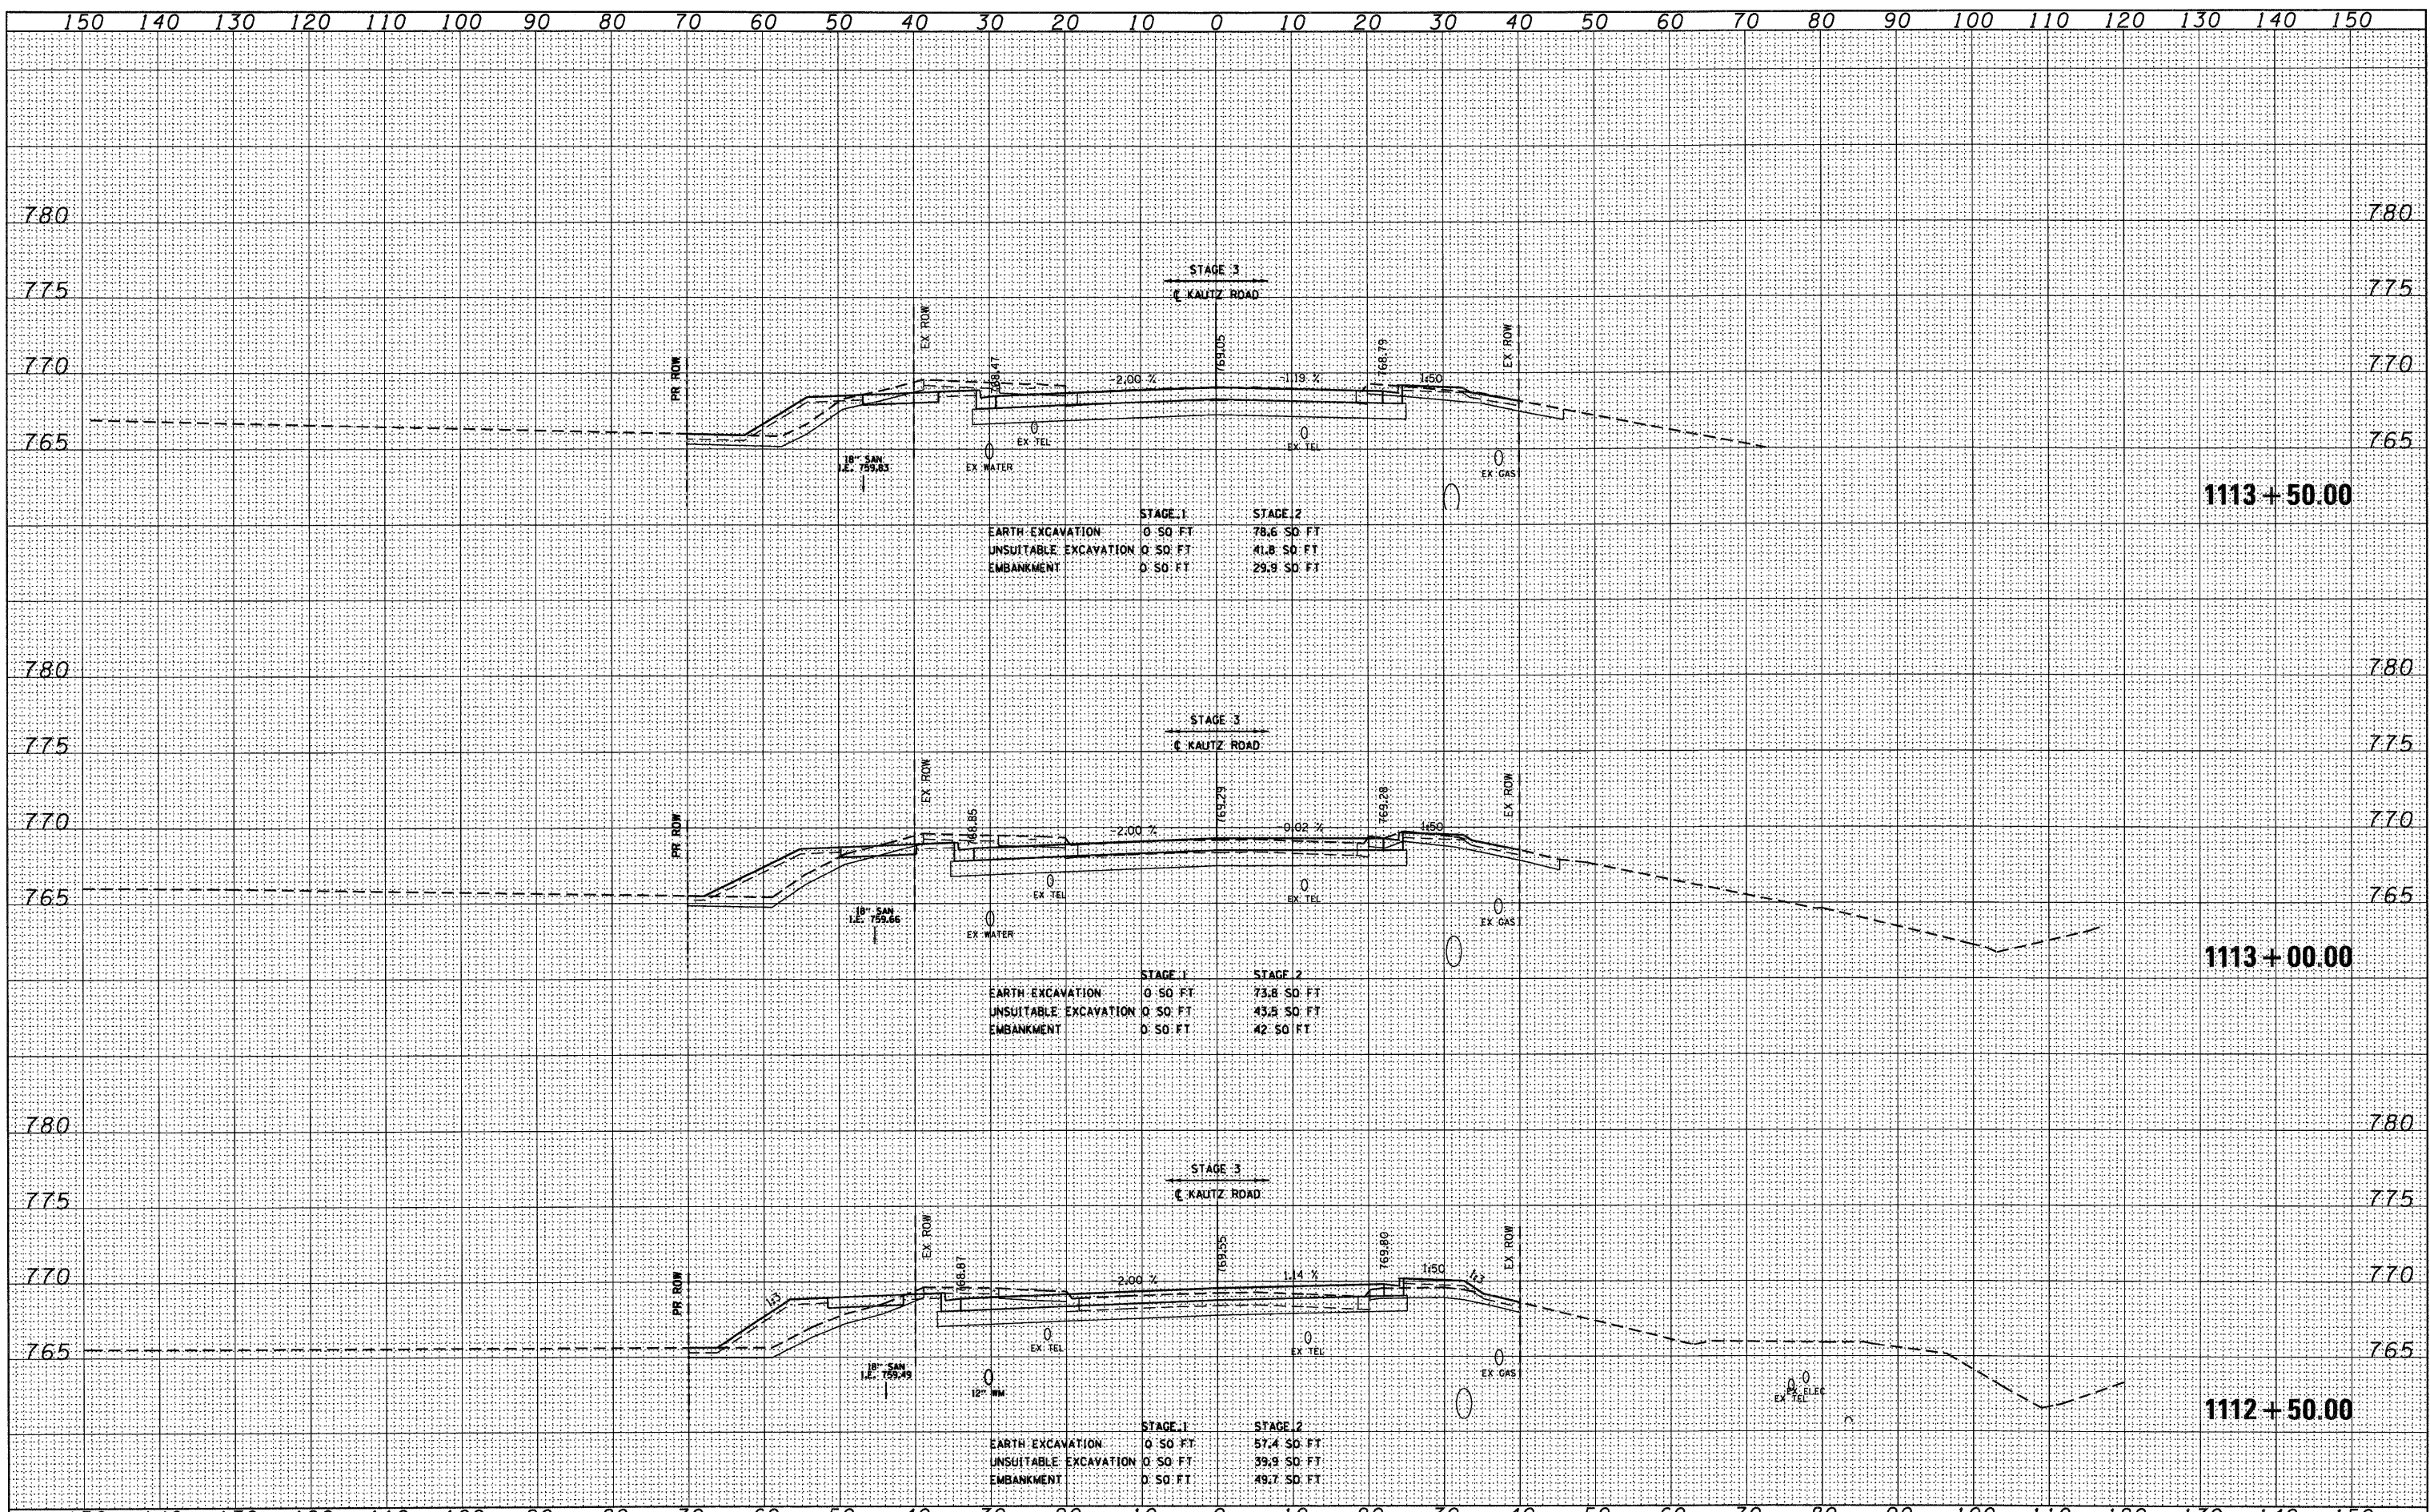 150 140 130 120 110 100 90 80 70 60 50 40 30 20 10 0 10 20 30 40 50 60 70 80 90 100 110 120 130 140 150
780 780
STAGE 3
775 775
℄ KAUTZ ROAD
EX ROW
EX ROW
770 770
PR ROW
768.47
769.05
768.79
-2.00 %
-1.19 %
1:50
765 765
EX TEL
EX TEL
18" SAN
I.E. 759.83
EX WATER
EX GAS
1113 + 50.00
STAGE 1 STAGE 2
EARTH EXCAVATION 0 SQ FT 78.6 SQ FT
UNSUITABLE EXCAVATION 0 SQ FT 41.8 SQ FT
EMBANKMENT 0 SQ FT 29.9 SQ FT
780 780
STAGE 3
775 775
℄ KAUTZ ROAD
EX ROW
EX ROW
770 770
PR ROW
768.86
769.29
769.28
-2.00 %
-0.02 %
1:50
765 765
EX TEL
EX TEL
18" SAN
I.E. 759.66
EX WATER
EX GAS
1113 + 00.00
STAGE 1 STAGE 2
EARTH EXCAVATION 0 SQ FT 73.8 SQ FT
UNSUITABLE EXCAVATION 0 SQ FT 43.5 SQ FT
EMBANKMENT 0 SQ FT 42 SQ FT
780 780
STAGE 3
775 775
℄ KAUTZ ROAD
EX ROW
EX ROW
770 770
PR ROW
768.87
769.55
769.80
1:3
-2.00 %
1.14 %
1:50
1:3
765 765
EX TEL
EX TEL
18" SAN
I.E. 759.49
12" WM
EX GAS
EX ELEC
EX TEL
1112 + 50.00
STAGE 1 STAGE 2
EARTH EXCAVATION 0 SQ FT 57.4 SQ FT
UNSUITABLE EXCAVATION 0 SQ FT 39.9 SQ FT
EMBANKMENT 0 SQ FT 49.7 SQ FT